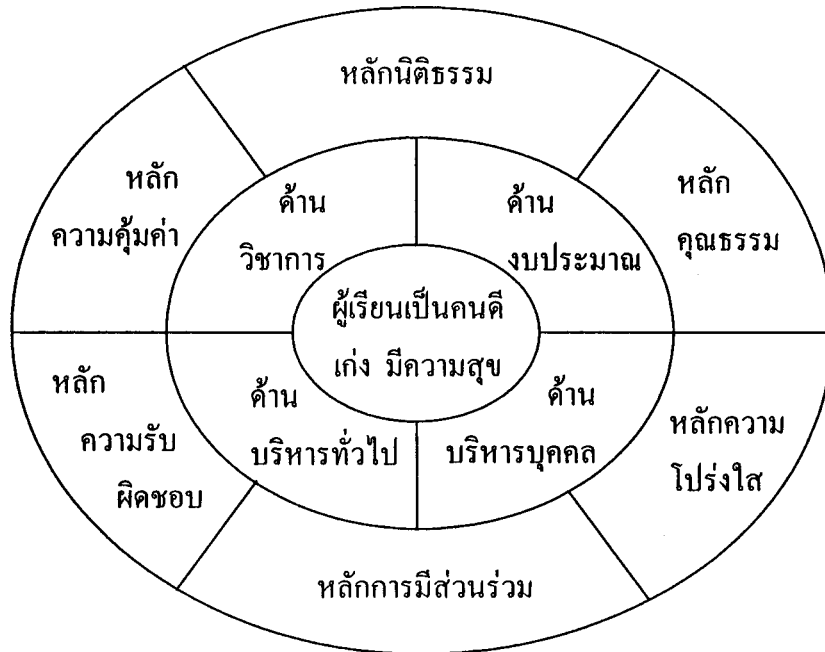 หลักนิติธรรม
หลัก
ความคุ้มค่า
ด้าน
วิชาการ
ด้าน
งบประมาณ
หลัก
คุณธรรม
ผู้เรียนเป็นคนดี
เก่ง มีความสุข
หลัก
ความรับ
ผิดชอบ
ด้าน
บริหารทั่วไป
ด้าน
บริหารบุคคล
หลักความ
โปร่งใส
หลักการมีส่วนร่วม